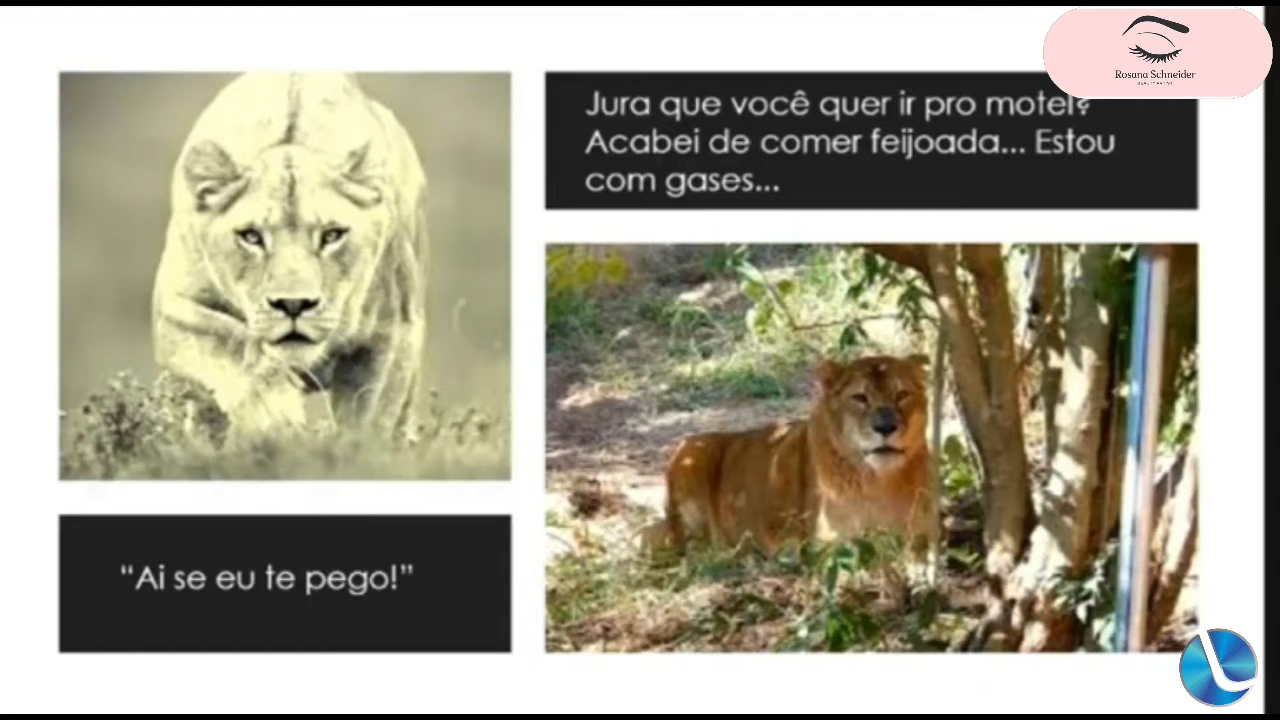 Rosana Schneider
Jura que você quer ir pro motel?
Acabei de comer feijoada... Estou
com gases...
“Ai se eu te pego!”